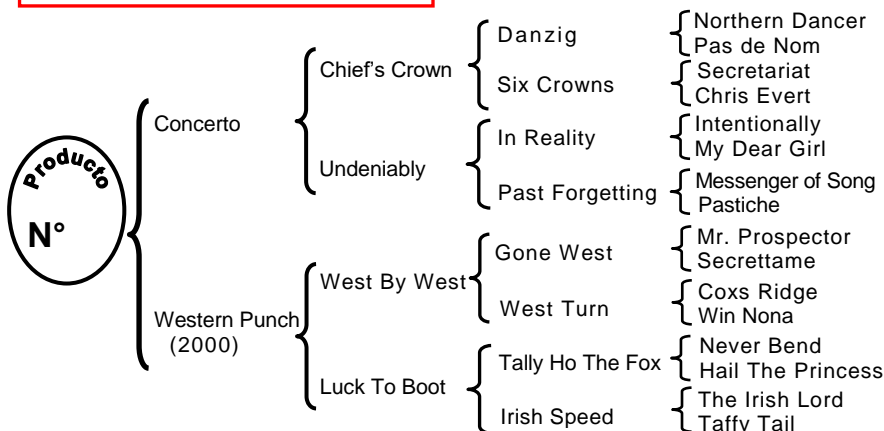 Producto
N°
Concerto
Western Punch
(2000)
Chief's Crown
Undeniably
West By West
Luck To Boot
Danzig
Six Crowns
In Reality
Past Forgetting
Gone West
West Turn
Tally Ho The Fox
Irish Speed
Northern Dancer
Pas de Nom
Secretariat
Chris Evert
Intentionally
My Dear Girl
Messenger of Song
Pastiche
Mr. Prospector
Secrettame
Coxs Ridge
Win Nona
Never Bend
Hail The Princess
The Irish Lord
Taffy Tail